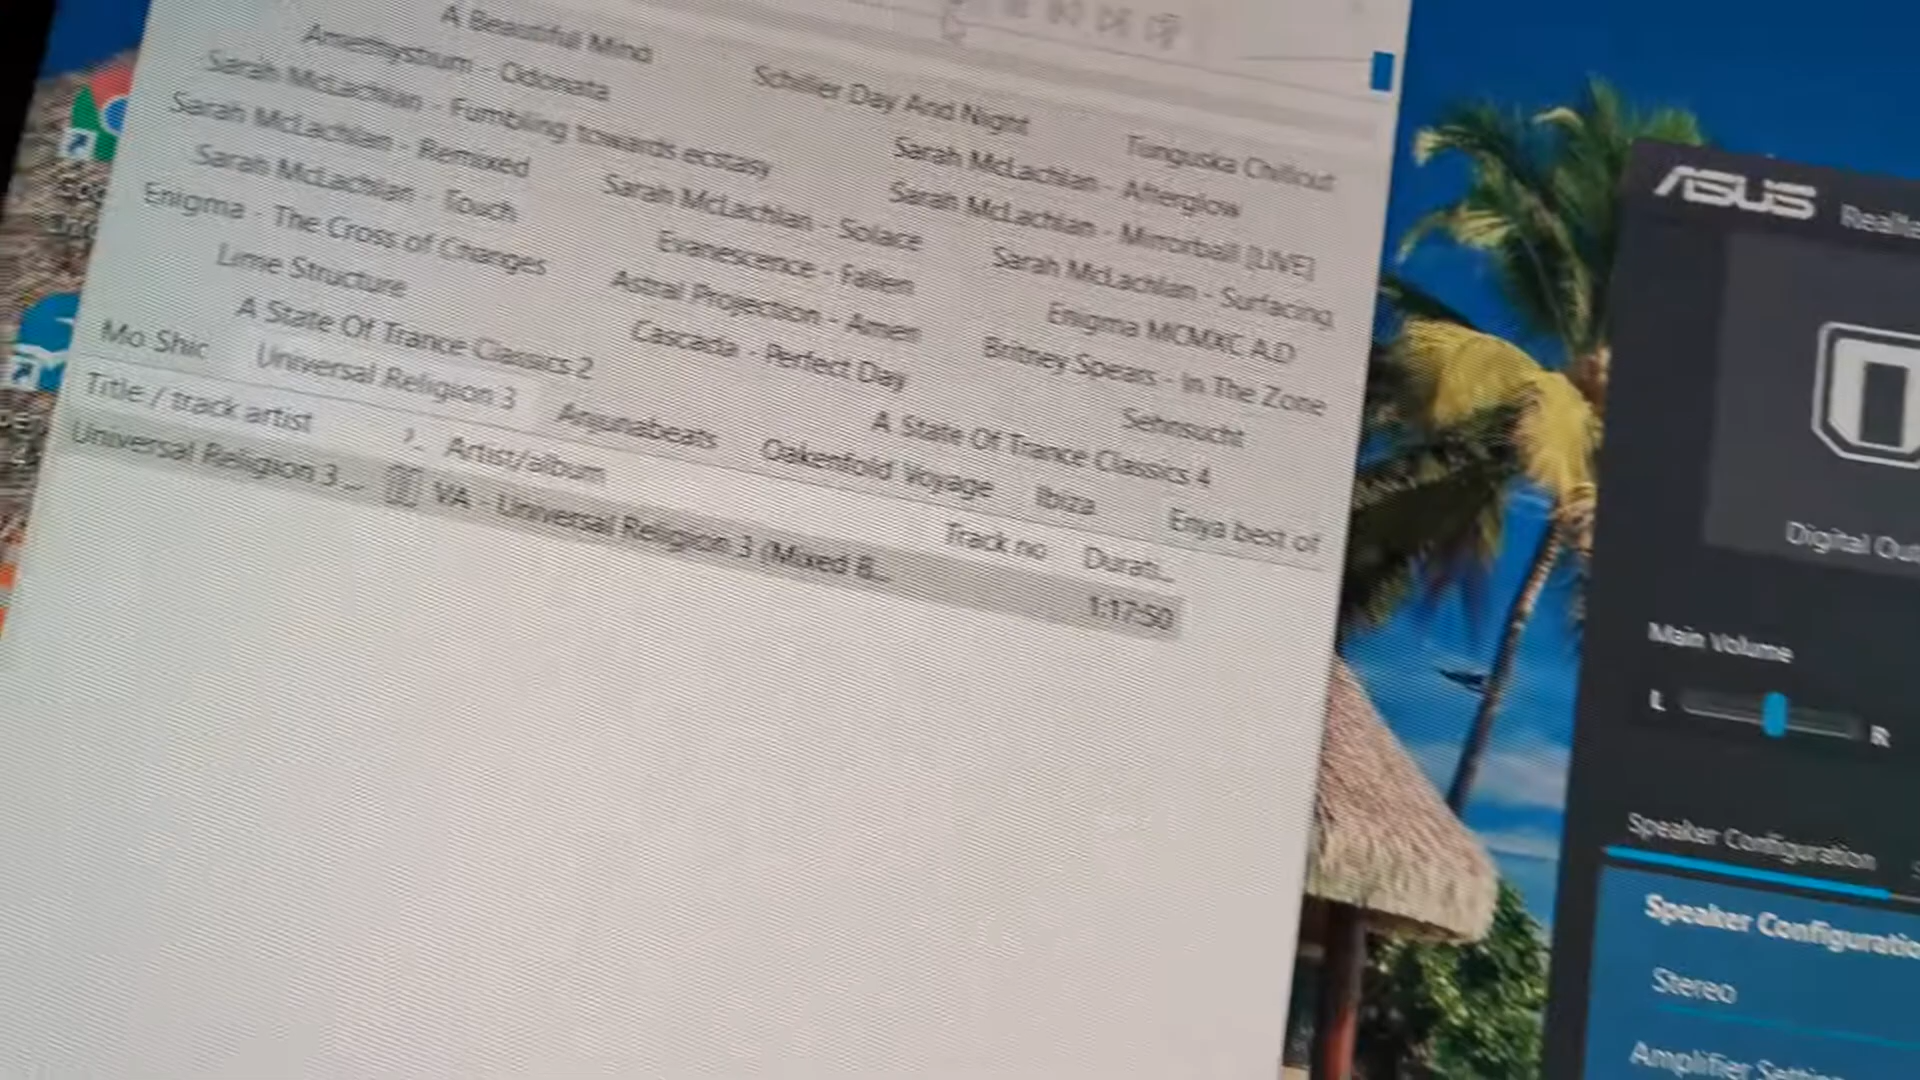 A Beautiful Mind
Schiller Day And Night
Tunguska Chillout
Amethystium - Odonata
Sarah McLachlan - Fumbling towards ecstasy
Sarah McLachlan - Afterglow
Sarah McLachlan - Remixed
Sarah McLachlan - Solace
Sarah McLachlan - Mirrorball [LIVE]
Sarah McLachlan - Touch
Evanescence - Fallen
Sarah McLachlan - Surfacing
Enigma - The Cross of Changes
Astral Projection - Amen
Enigma MCMXC A.D
Lime Structure
Cascada - Perfect Day
Britney Spears - In The Zone
A State Of Trance Classics 2
A State Of Trance Classics 4
Sehnsucht
Mo Shic
Universal Religion 3
Anjunabeats
Oakenfold Voyage
Ibiza
Enya best of
Title / track artist
Artist/album
Track no
Durati...
Universal Religion 3...
VA - Universal Religion 3 (Mixed B...
1:17:50
ASUS
Digital Out
Main Volume
L
R
Speaker Configuration
Speaker Configuratio
Stereo
Amplifier